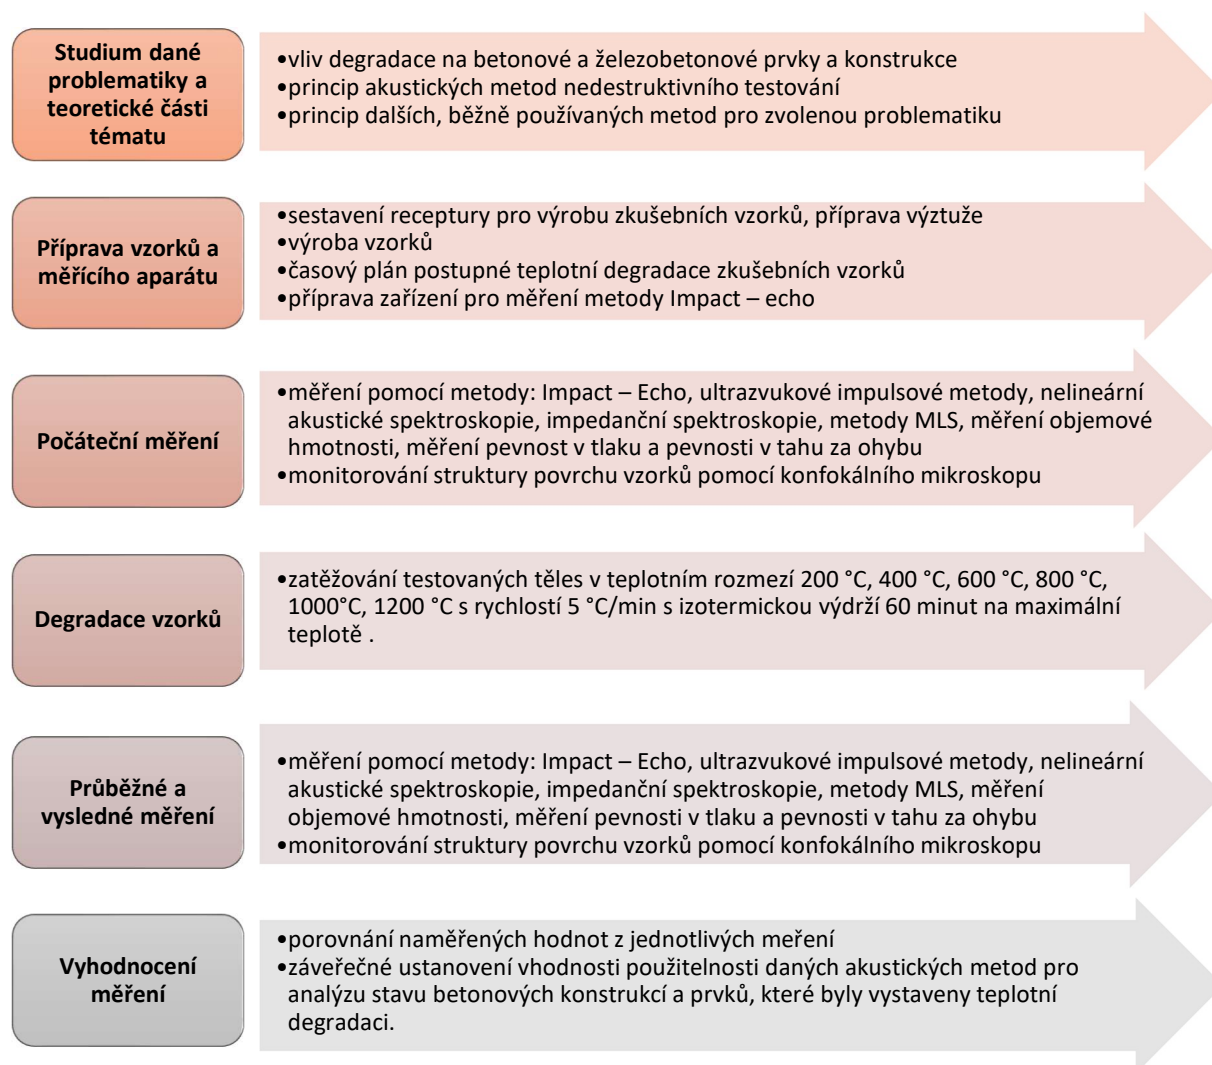 Studium dané
problematiky a
teoretické části
tématu
•vliv degradace na betonové a železobetonové prvky a konstrukce
•princip akustických metod nedestruktivního testování
•princip dalších, běžně používaných metod pro zvolenou problematiku
Příprava vzorků a
měřícího aparátu
•sestavení receptury pro výrobu zkušebních vzorků, příprava výztuže
•výroba vzorků
•časový plán postupné teplotní degradace zkušebních vzorků
•příprava zařízení pro měření metody Impact – echo
Počáteční měření
•měření pomocí metody: Impact – Echo, ultrazvukové impulsové metody, nelineární
akustické spektroskopie, impedanční spektroskopie, metody MLS, měření objemové
hmotnosti, měření pevnost v tlaku a pevnosti v tahu za ohybu
•monitorování struktury povrchu vzorků pomocí konfokálního mikroskopu
Degradace vzorků
•zatěžování testovaných těles v teplotním rozmezí 200 °C, 400 °C, 600 °C, 800 °C,
1000°C, 1200 °C s rychlostí 5 °C/min s izotermickou výdrží 60 minut na maximální
teplotě .
Průběžné a
vysledné měření
•měření pomocí metody: Impact – Echo, ultrazvukové impulsové metody, nelineární
akustické spektroskopie, impedanční spektroskopie, metody MLS, měření
objemové hmotnosti, měření pevnosti v tlaku a pevnosti v tahu za ohybu
•monitorování struktury povrchu vzorků pomocí konfokálního mikroskopu
Vyhodnocení
měření
•porovnání naměřených hodnot z jednotlivých meření
•záveřečné ustanovení vhodnosti použitelnosti daných akustických metod pro
analýzu stavu betonových konstrukcí a prvků, které byly vystaveny teplotní
degradaci.